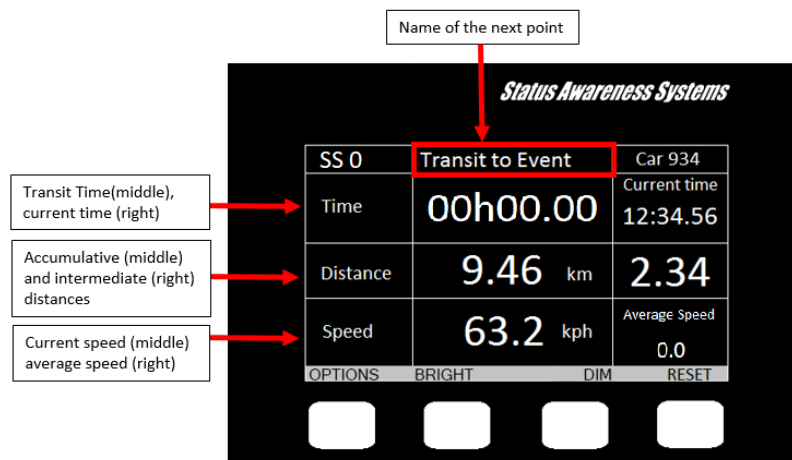 Name of the next point
Status Awareness Systems
SS 0 Transit to Event Car 934
Transit Time(middle),
current time (right)
Time 00h00.00 Current time
12:34.56
Accumulative (middle)
and intermediate (right)
distances
Distance 9.46 km 2.34
Current speed (middle)
average speed (right)
Speed 63.2 kph Average Speed
0.0
OPTIONS BRIGHT DIM RESET